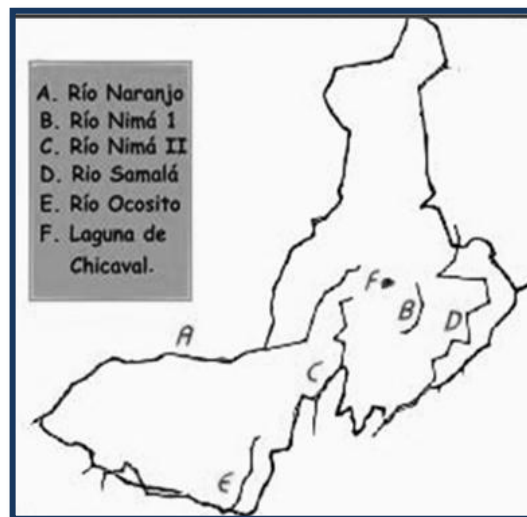 A. Río Naranjo
B. Río Nimá 1
C. Río Nimá II
D. Rio Samalá
E. Río Ocosito
F. Laguna de
Chicaval.
F
B
D
A
C
E